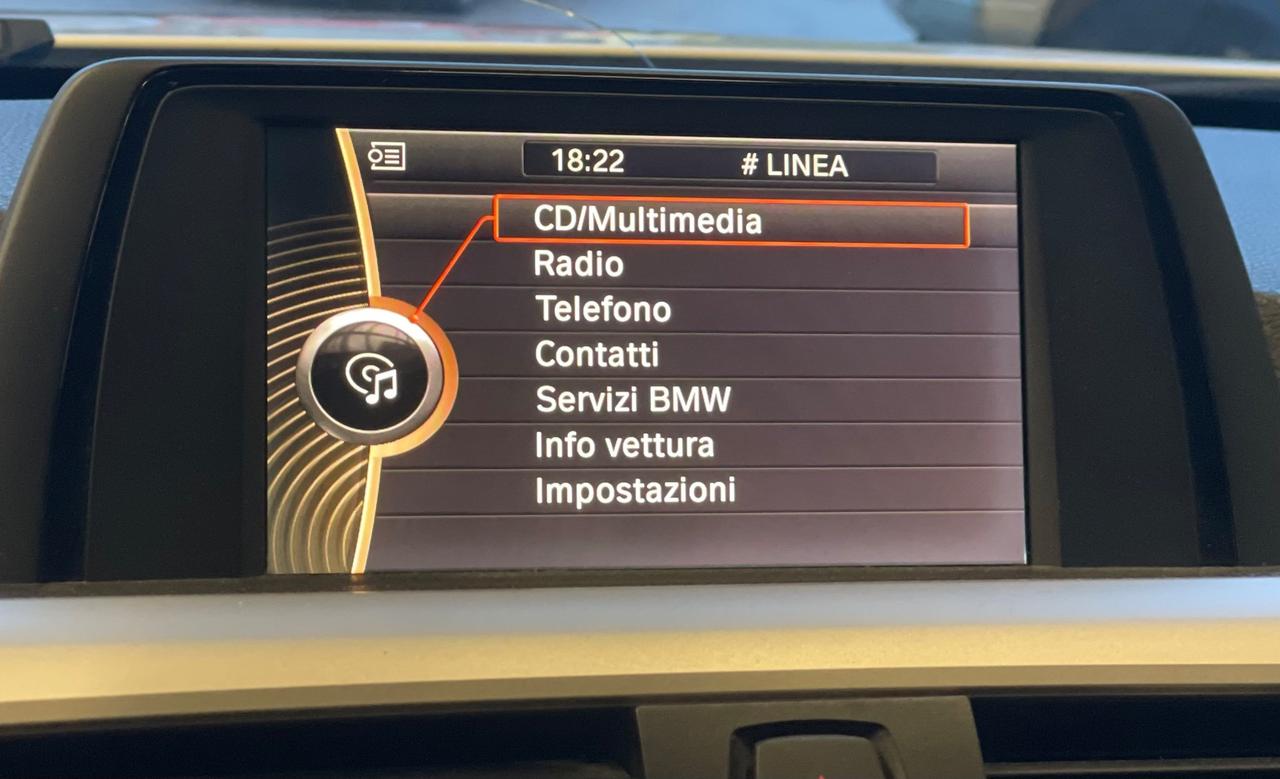 18:22 # LINEA
CD/Multimedia
Radio
Telefono
Contatti
Servizi BMW
Info vettura
Impostazioni